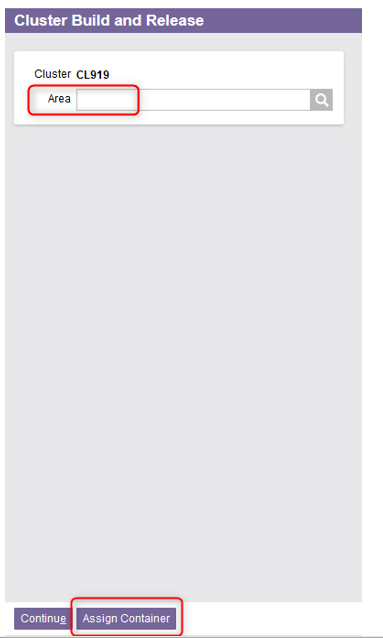 Cluster Build and Release
Cluster CL919
Area
Continue Assign Container